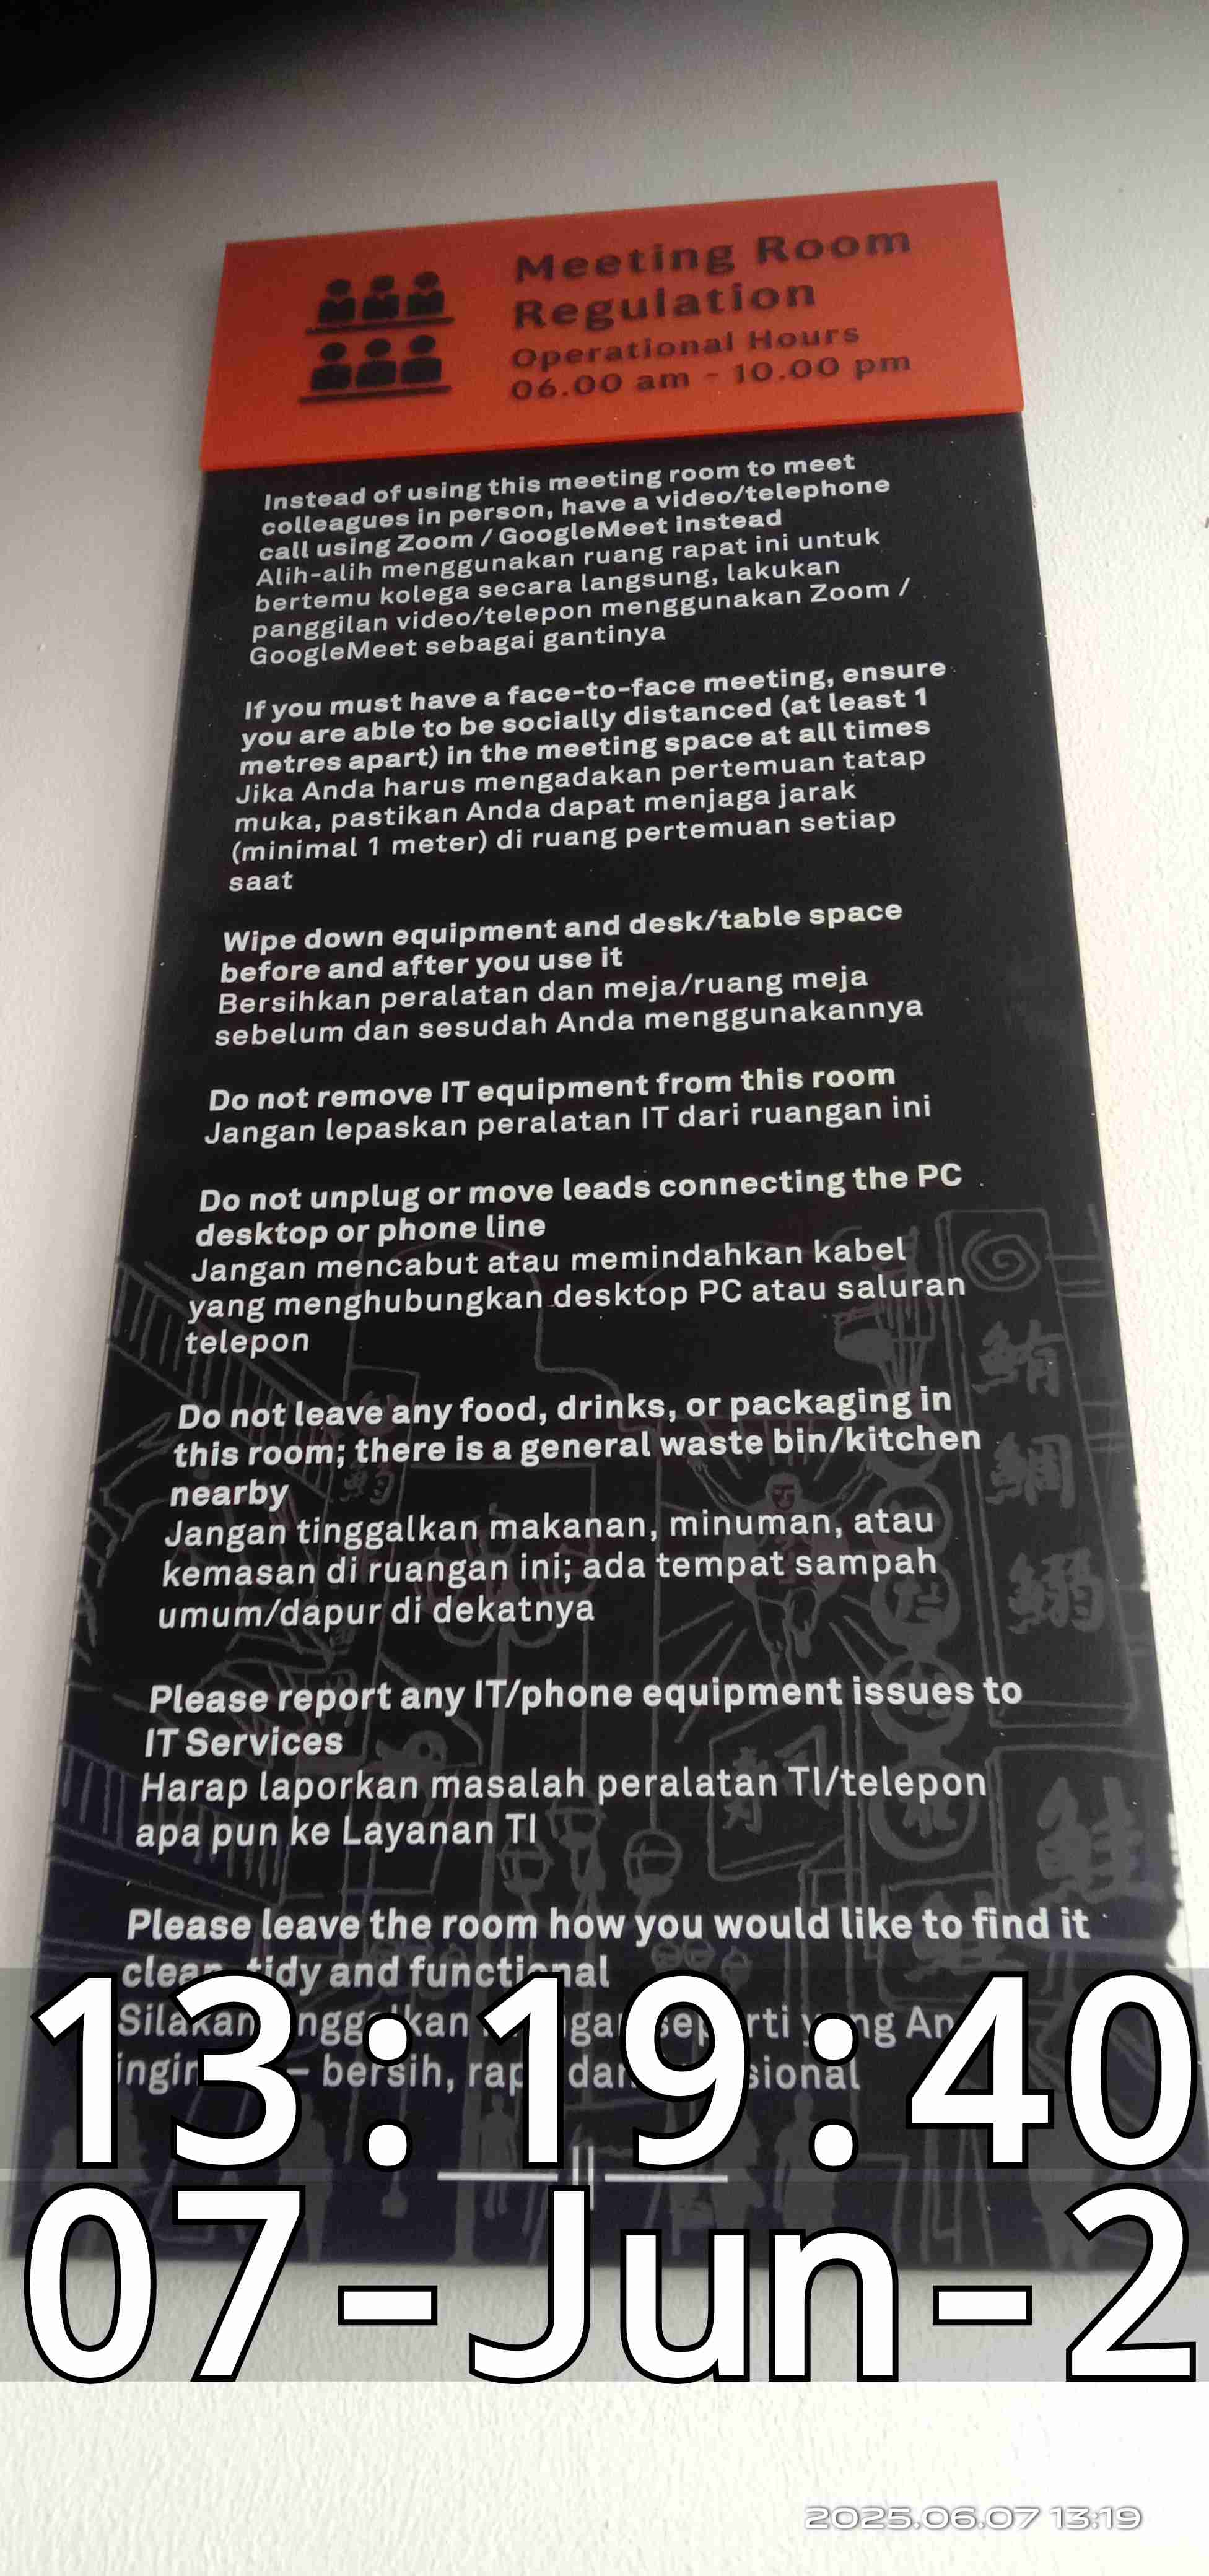 Meeting Room
Regulation
Operational Hours
06.00 am - 10.00 pm
Instead of using this meeting room to meet
colleagues in person, have a video/telephone
call using Zoom / GoogleMeet instead
Alih-alih menggunakan ruang rapat ini untuk
bertemu kolega secara langsung, lakukan
panggilan video/telepon menggunakan Zoom /
GoogleMeet sebagai gantinya
If you must have a face-to-face meeting, ensure
you are able to be socially distanced (at least 1
metres apart) in the meeting space at all times
Jika Anda harus mengadakan pertemuan tatap
muka, pastikan Anda dapat menjaga jarak
(minimal 1 meter) di ruang pertemuan setiap
saat
Wipe down equipment and desk/table space
before and after you use it
Bersihkan peralatan dan meja/ruang meja
sebelum dan sesudah Anda menggunakannya
Do not remove IT equipment from this room
Jangan lepaskan peralatan IT dari ruangan ini
Do not unplug or move leads connecting the PC
desktop or phone line
Jangan mencabut atau memindahkan kabel
yang menghubungkan desktop PC atau saluran
telepon
Do not leave any food, drinks, or packaging in
this room; there is a general waste bin/kitchen
nearby
Jangan tinggalkan makanan, minuman, atau
kemasan di ruangan ini; ada tempat sampah
umum/dapur di dekatnya
Please report any IT/phone equipment issues to
IT Services
Harap laporkan masalah peralatan TI/telepon
apa pun ke Layanan TI
Please leave the room how you would like to find it
clean, tidy and functional
Silakan
bersih, dan
13:19:40
07-Jun-2
2025.06.07 13:19